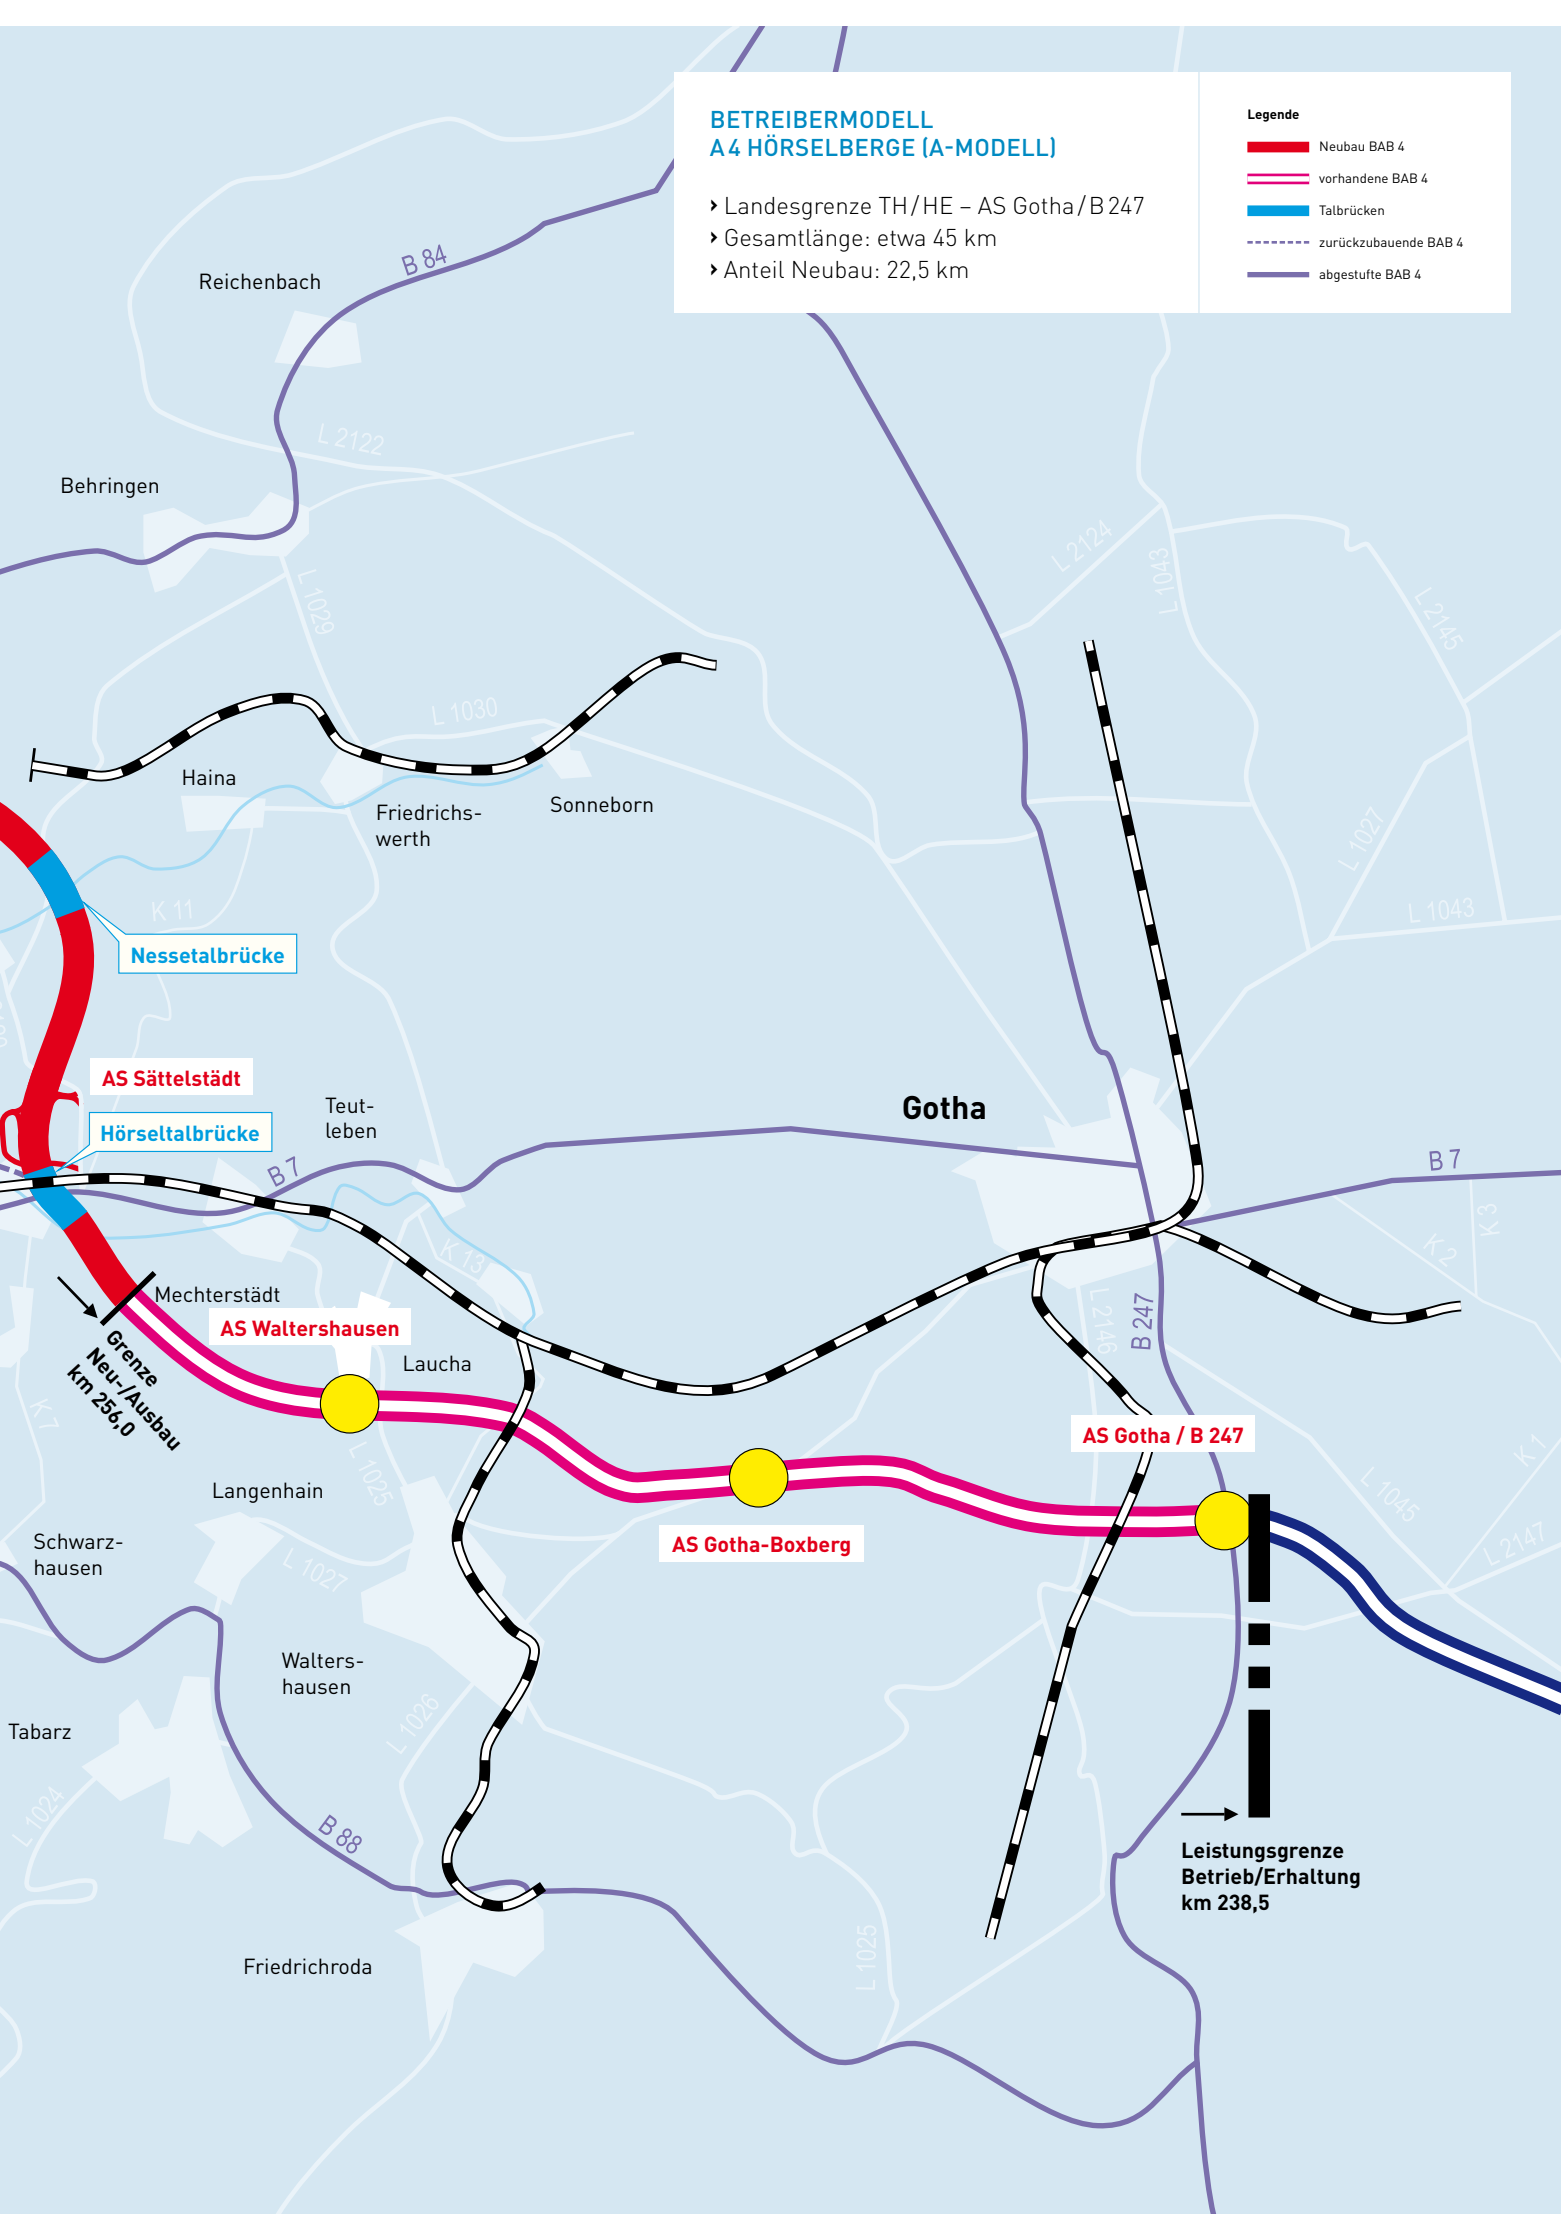 BETREIBERMODELL
A 4 HÖRSELBERGE (A-MODELL)
› Landesgrenze TH/HE – AS Gotha/B 247
› Gesamtlänge: etwa 45 km
› Anteil Neubau: 22,5 km
Legende
Neubau BAB 4
vorhandene BAB 4
Talbrücken
zurückzubauende BAB 4
abgestufte BAB 4
B 84
Reichenbach
L 2122
Behringen
L 2124
L 1043
L 1029
L 2145
L 1030
Haina
Friedrichs-
werth
Sonneborn
L 1027
K 11
L 1043
Nessetalbrücke
AS Sättelstädt
Teut-
leben
Gotha
Hörseltalbrücke
B 7
B 7
K 3
K 2
K 13
Mechterstädt
L 2146
B 247
AS Waltershausen
Laucha
Grenze
Neu-/Ausbau
km 256,0
K 7
AS Gotha / B 247
K 1
L 1025
Langenhain
L 1045
Schwarz-
hausen
AS Gotha-Boxberg
L 2147
L 1027
Walters-
hausen
L 1026
Tabarz
L 1024
B 88
Leistungsgrenze
Betrieb/Erhaltung
km 238,5
L 1025
Friedrichroda